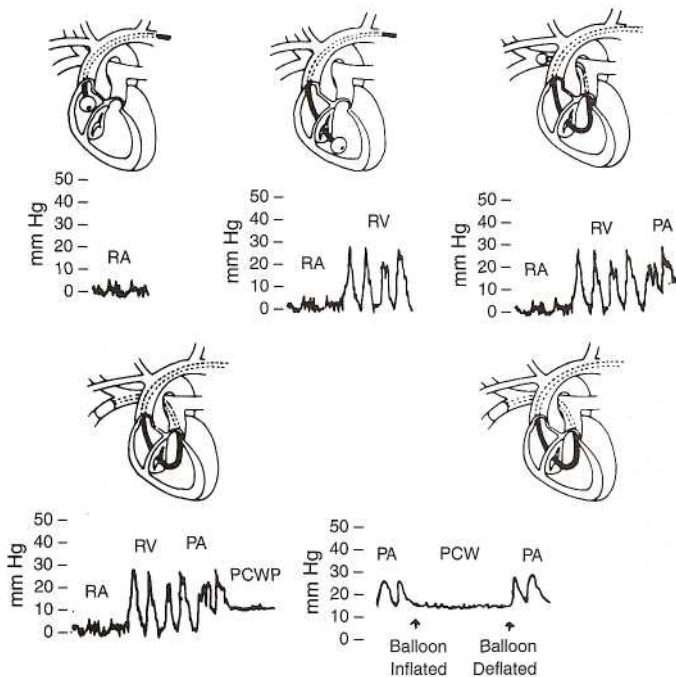 50
40
30
20
10
0
mm Hg
RA
50
40
30
20
10
0
mm Hg
RA
RV
50
40
30
20
10
0
mm Hg
RA
RV
PA
50
40
30
20
10
0
mm Hg
RA
RV
PA
PCWP
50
40
30
20
10
0
mm Hg
PA
PCW
PA
Balloon
Inflated
Balloon
Deflated